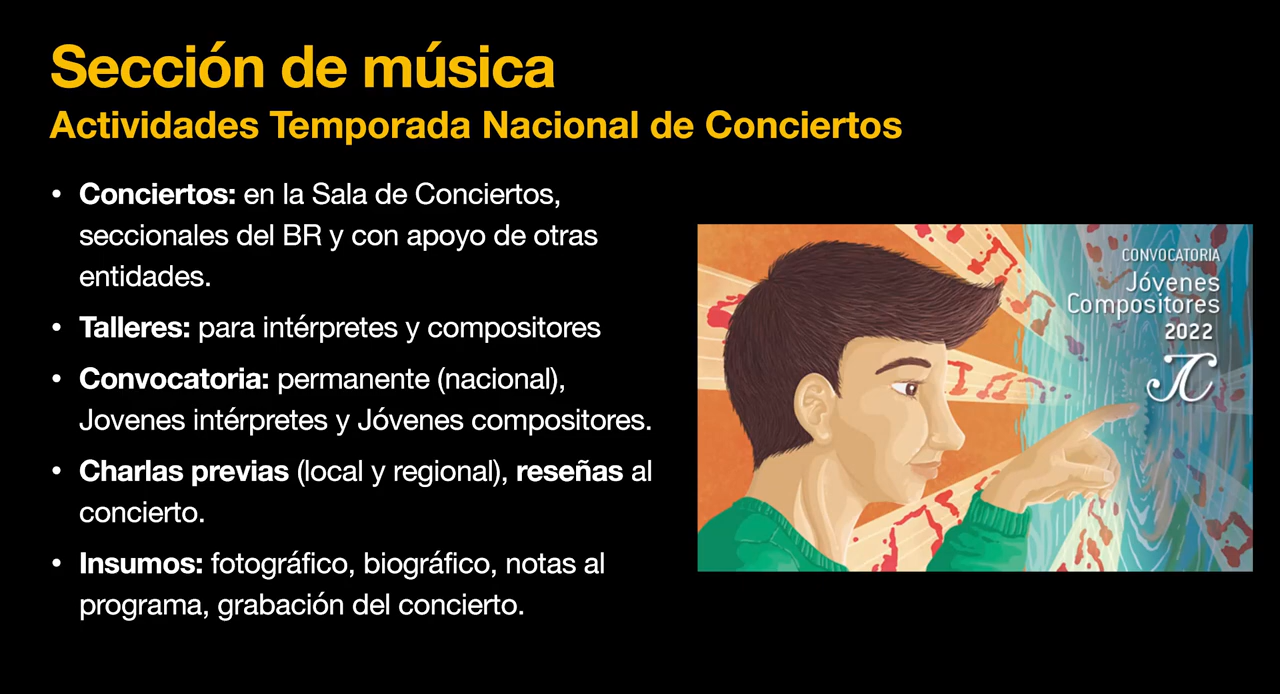 Sección de música
Actividades Temporada Nacional de Conciertos
• Conciertos: en la Sala de Conciertos,
seccionales del BR y con apoyo de otras
entidades.
• Talleres: para intérpretes y compositores
• Convocatoria: permanente (nacional),
Jovenes intérpretes y Jóvenes compositores.
• Charlas previas (local y regional), reseñas al
concierto.
• Insumos: fotográfico, biográfico, notas al
programa, grabación del concierto.
CONVOCATORIA
Jóvenes
Compositores
2022
JC